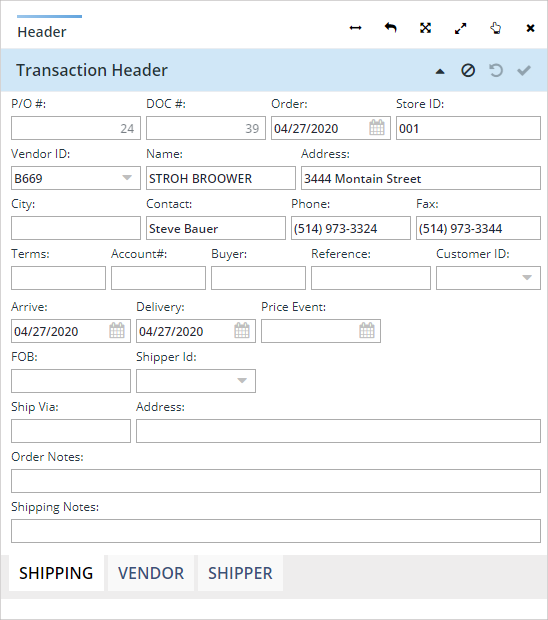 Header
Transaction Header
P/O #: DOC #: Order: Store ID:
24 39 04/27/2020 001
Vendor ID: Name: Address:
B669 STROH BROOWER 3444 Montain Street
City: Contact: Phone: Fax:
Steve Bauer (514) 973-3324 (514) 973-3344
Terms: Account#: Buyer: Reference: Customer ID:
Arrive: Delivery: Price Event:
04/27/2020 04/27/2020
FOB: Shipper Id:
Ship Via: Address:
Order Notes:
Shipping Notes:
SHIPPING VENDOR SHIPPER